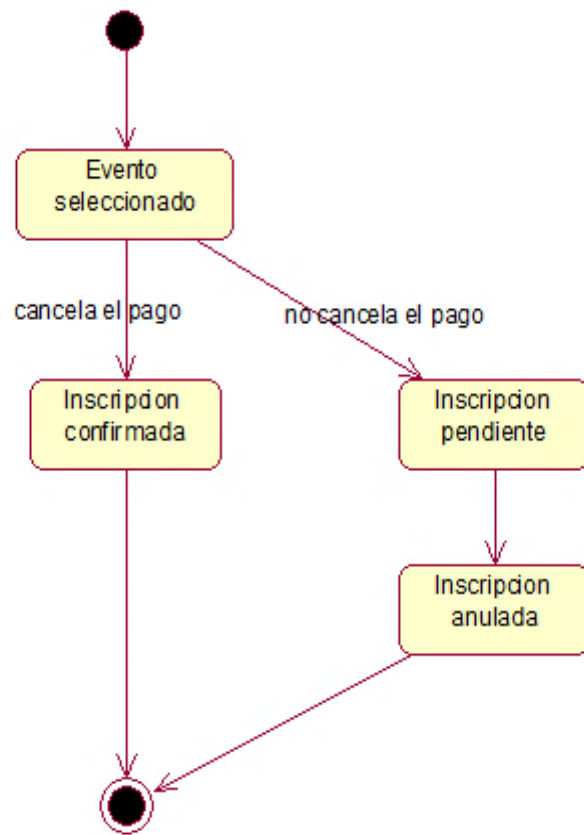 Evento
seleccionado
cancela el pago
no cancela el pago
Inscripcion
confirmada
Inscripcion
pendiente
Inscripcion
anulada